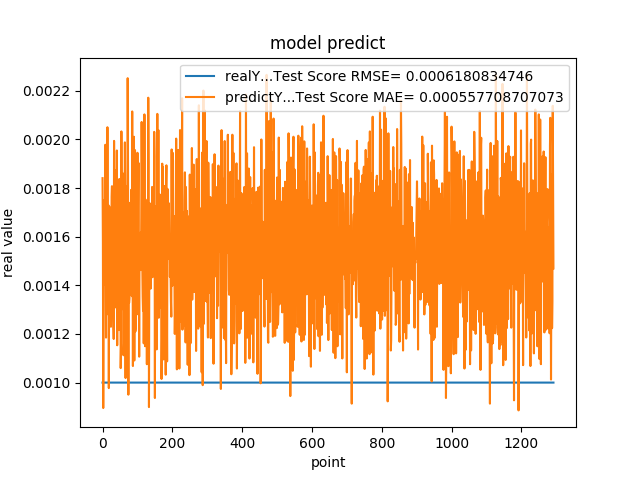 model predict
realY...Test Score RMSE= 0.0006180834746
predictY...Test Score MAE= 0.000557708707073
0.0022
0.0020
0.0018
0.0016
0.0014
0.0012
0.0010
real value
0 200 400 600 800 1000 1200
point